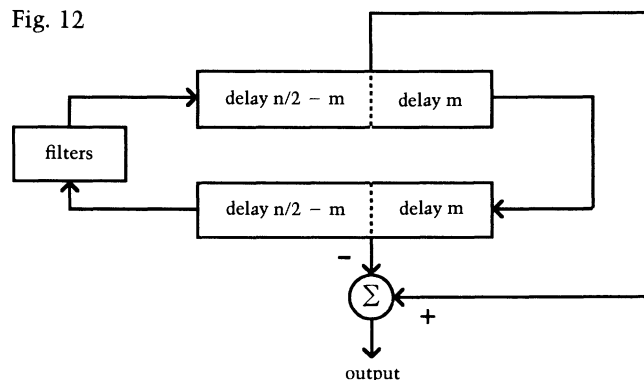 Fig. 12
delay n/2 – m
delay m
filters
delay n/2 – m
delay m
–
Σ
+
output